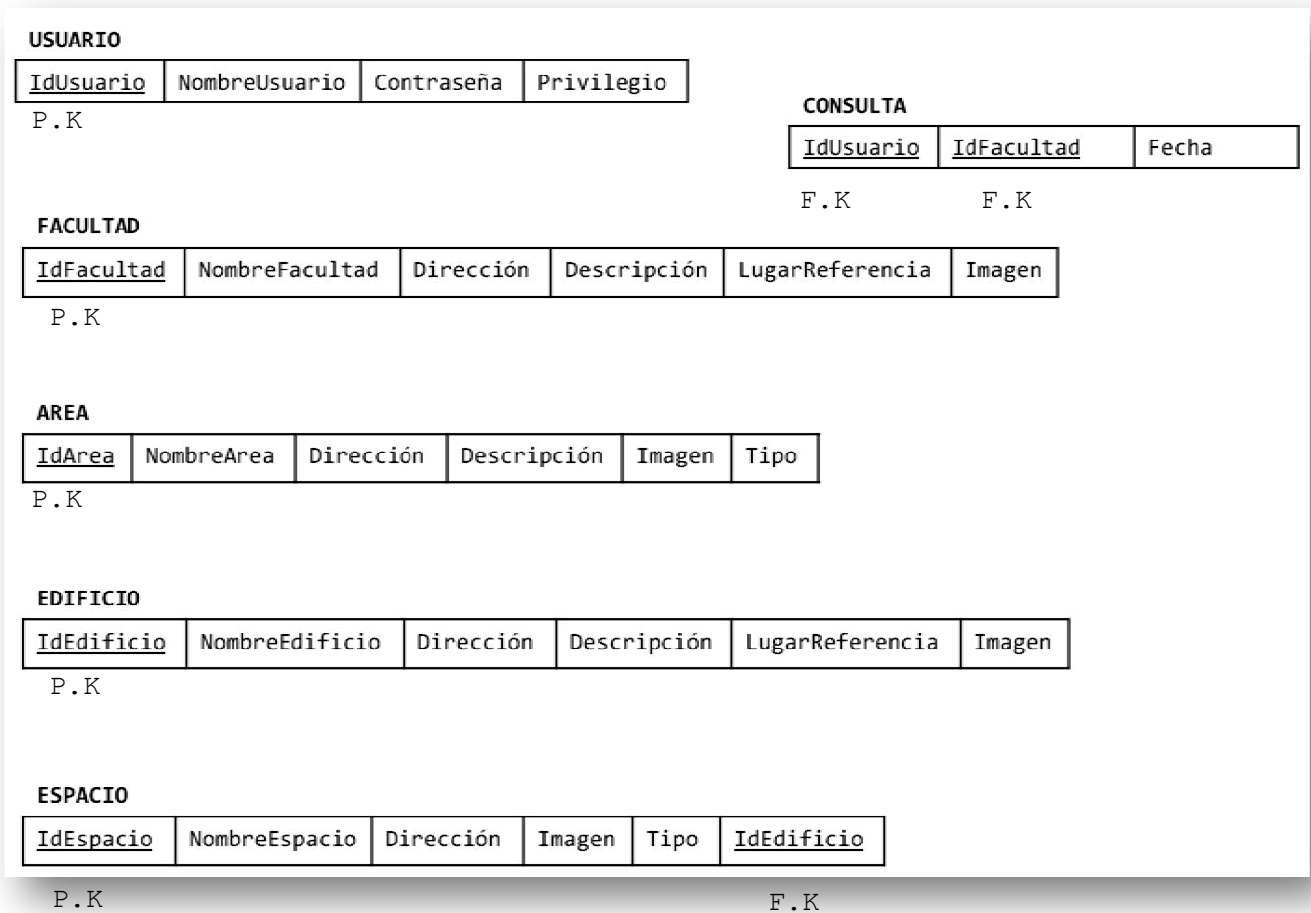 USUARIO
IdUsuario NombreUsuario Contraseña Privilegio
P.K
CONSULTA
IdUsuario IdFacultad Fecha
F.K F.K
FACULTAD
IdFacultad NombreFacultad Dirección Descripción LugarReferencia Imagen
P.K
AREA
IdArea NombreArea Dirección Descripción Imagen Tipo
P.K
EDIFICIO
IdEdificio NombreEdificio Dirección Descripción LugarReferencia Imagen
P.K
ESPACIO
IdEspacio NombreEspacio Dirección Imagen Tipo IdEdificio
P.K F.K